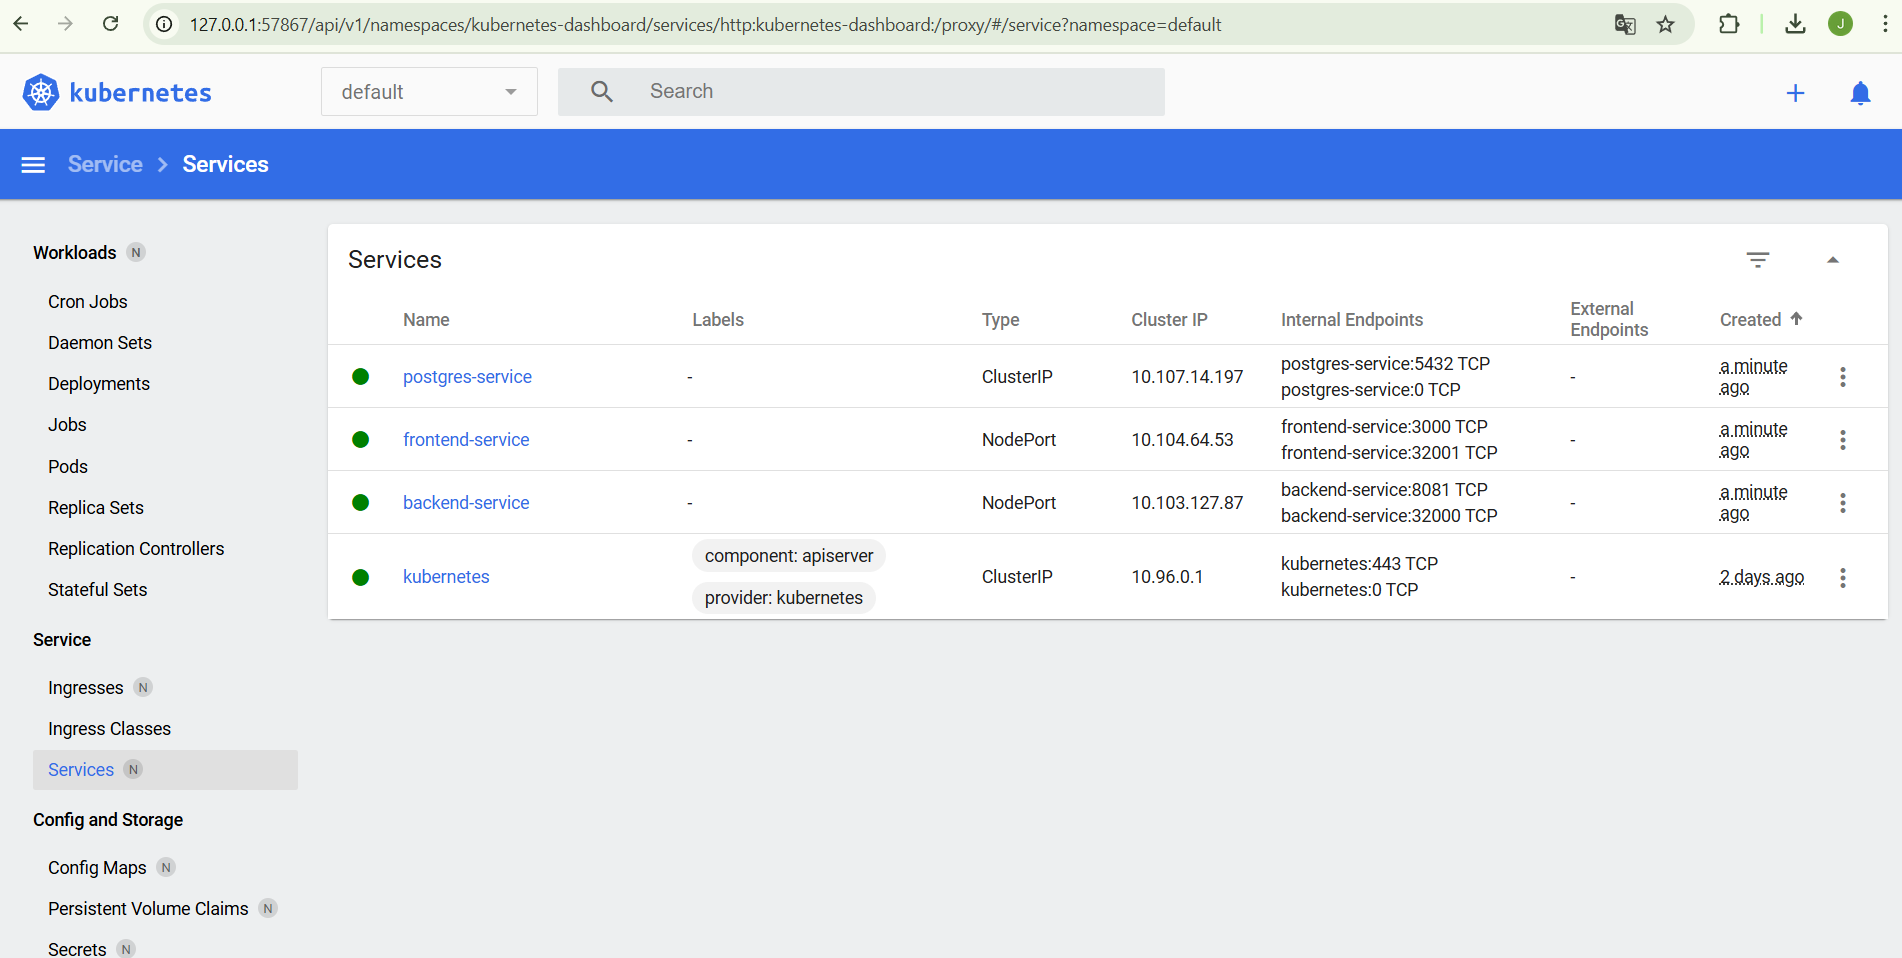 127.0.0.1:57867/api/v1/namespaces/kubernetes-dashboard/services/http:kubernetes-dashboard:/proxy/#/service?namespace=default
J
kubernetes
default
Search
Service
Services
Workloads N
Cron Jobs
Daemon Sets
Deployments
Jobs
Pods
Replica Sets
Replication Controllers
Stateful Sets
Service
Ingresses N
Ingress Classes
Services N
Config and Storage
Config Maps N
Persistent Volume Claims N
Secrets N
Services
Name Labels Type Cluster IP Internal Endpoints External Endpoints Created
postgres-service - ClusterIP 10.107.14.197 postgres-service:5432 TCP
postgres-service:0 TCP - a minute
ago
frontend-service - NodePort 10.104.64.53 frontend-service:3000 TCP
frontend-service:32001 TCP - a minute
ago
backend-service - NodePort 10.103.127.87 backend-service:8081 TCP
backend-service:32000 TCP - a minute
ago
kubernetes component: apiserver
provider: kubernetes ClusterIP 10.96.0.1 kubernetes:443 TCP
kubernetes:0 TCP - 2 days ago